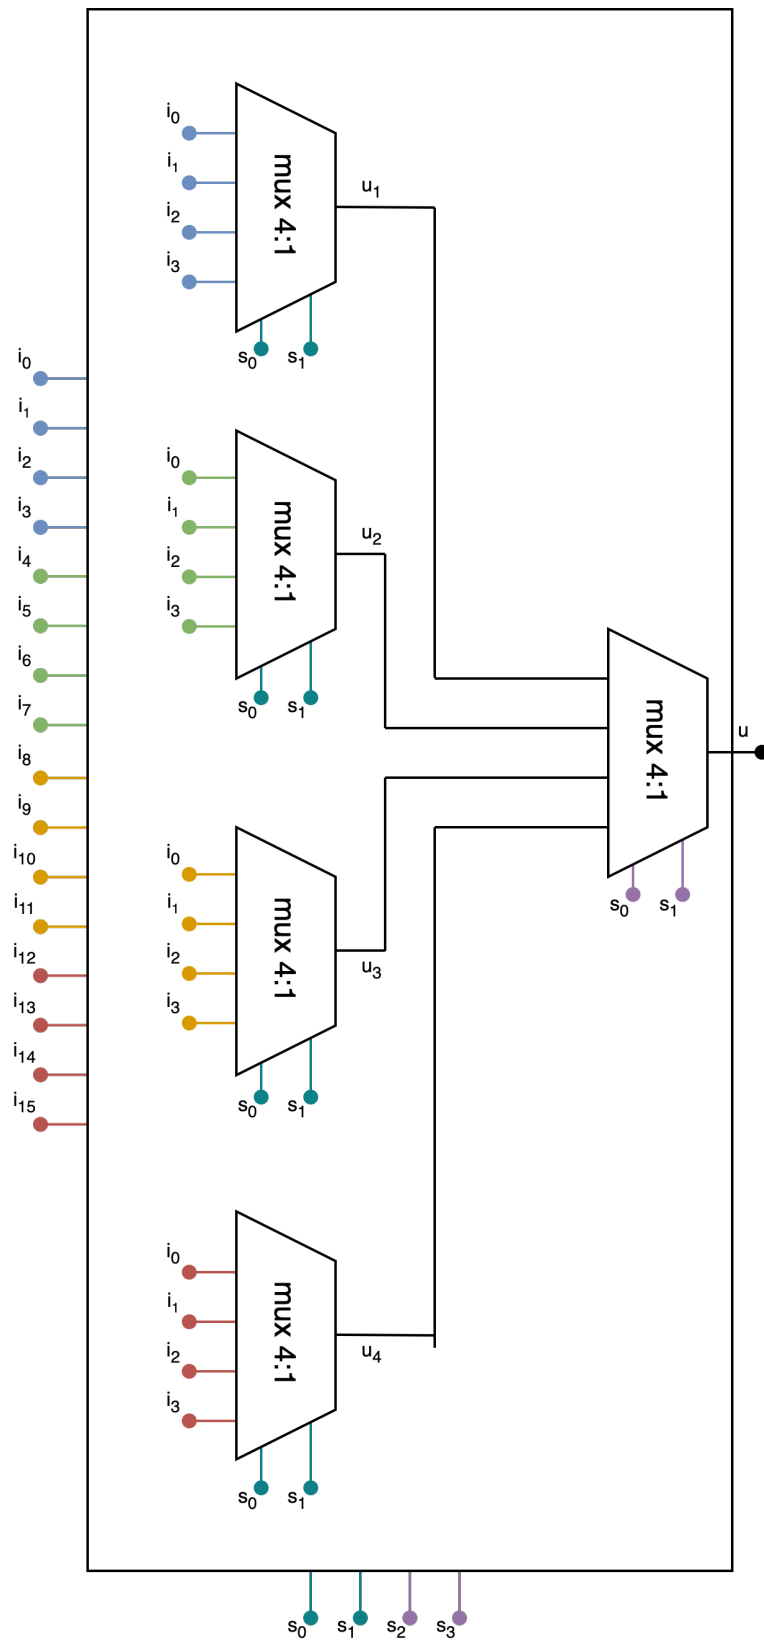 i0
i1
i2
i3
i4
i5
i6
i7
i8
i9
i10
i11
i12
i13
i14
i15
i0
i1
i2
i3
mux 4:1
s0 s1
u1
i0
i1
i2
i3
mux 4:1
s0 s1
u2
i0
i1
i2
i3
mux 4:1
s0 s1
u3
i0
i1
i2
i3
mux 4:1
s0 s1
u4
mux 4:1
s0 s1
u
s0 s1 s2 s3